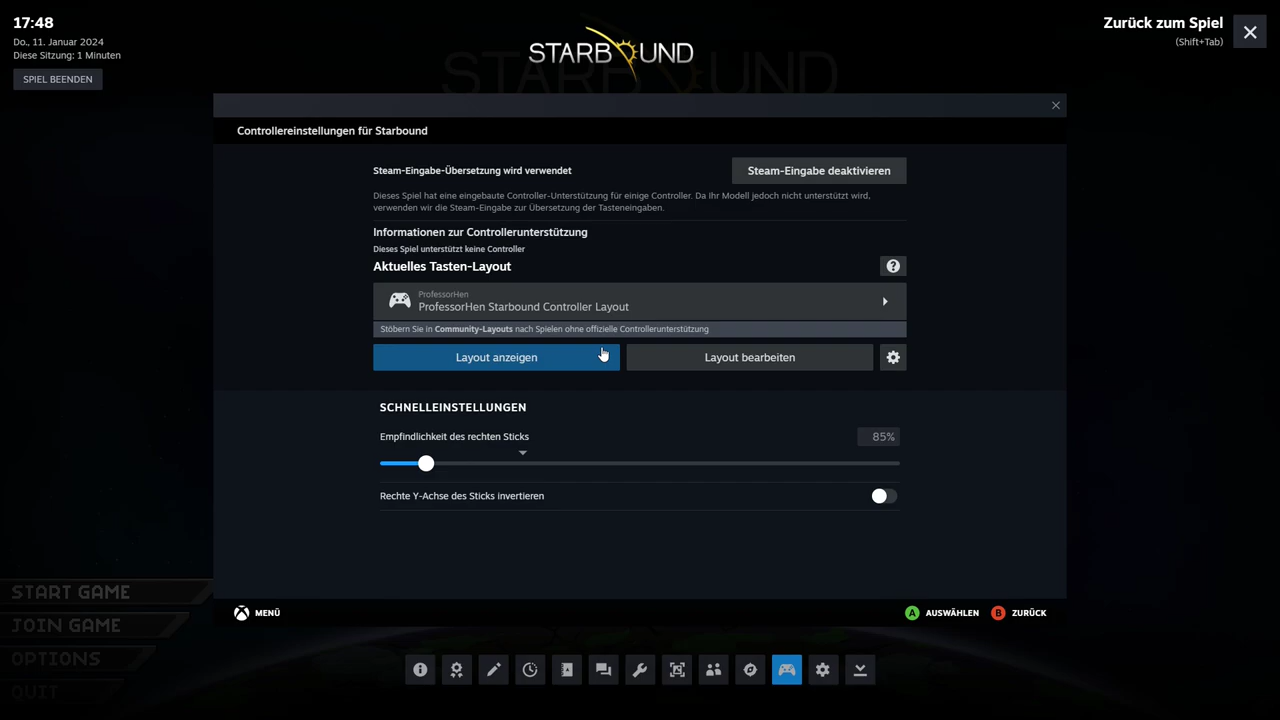 17:48
Do., 11. Januar 2024
Diese Sitzung: 1 Minuten
SPIEL BEENDEN
STARBOUND
STARBOUND
Zurück zum Spiel
(Shift+Tab)
Controllereinstellungen für Starbound
Steam-Eingabe-Übersetzung wird verwendet
Steam-Eingabe deaktivieren
Dieses Spiel hat eine eingebaute Controller-Unterstützung für einige Controller. Da Ihr Modell jedoch nicht unterstützt wird,
verwenden wir die Steam-Eingabe zur Übersetzung der Tasteneingaben.
Informationen zur Controllerunterstützung
Dieses Spiel unterstützt keine Controller
Aktuelles Tasten-Layout
?
ProfessorHen
ProfessorHen Starbound Controller Layout
Stöbern Sie in Community-Layouts nach Spielen ohne offizielle Controllerunterstützung
Layout anzeigen
Layout bearbeiten
SCHNELLEINSTELLUNGEN
Empfindlichkeit des rechten Sticks
85%
Rechte Y-Achse des Sticks invertieren
START GAME
JOIN GAME
OPTIONS
QUIT
MENÜ
A AUSWÄHLEN
B ZURÜCK